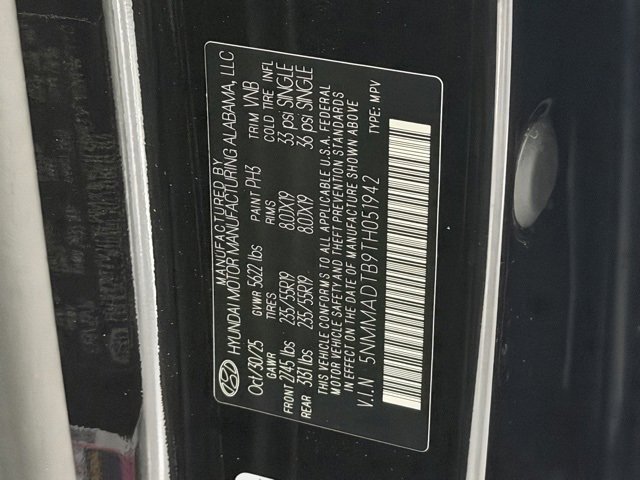 MANUFACTURED BY
HYUNDAI MOTOR MANUFACTURING ALABAMA, LLC
Oct/30/25 GVWR 5622 lbs PAINT PH3 TRIM VNB
GAWR TIRES RIMS COLD TIRE INFL
FRONT 2745 lbs 235/55R19 8.0JX19 33 psi SINGLE
REAR 3131 lbs 235/55R19 8.0JX19 36 psi SINGLE
THIS VEHICLE CONFORMS TO ALL APPLICABLE U.S.A. FEDERAL
MOTOR VEHICLE SAFETY AND THEFT PREVENTION STANDARDS
IN EFFECT ON THE DATE OF MANUFACTURE SHOWN ABOVE
V.I.N 5NMMADTB9TH051942 TYPE: MPV